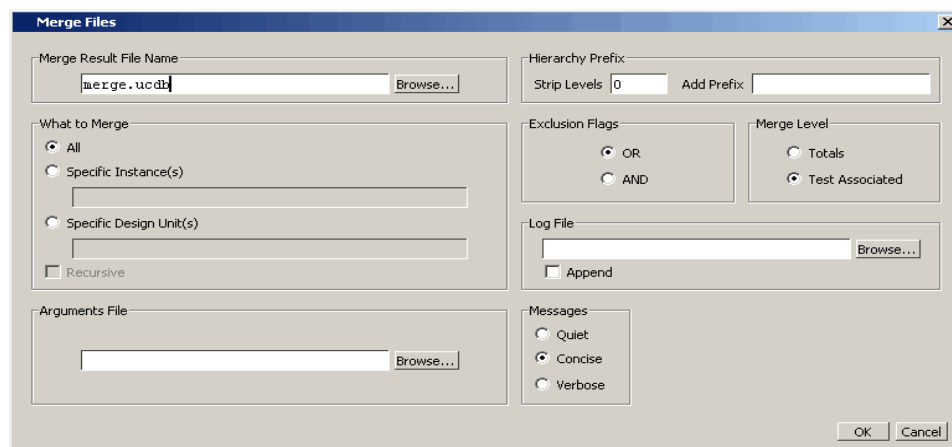 Merge Files
Merge Result File Name
merge.ucdb
Browse...
Hierarchy Prefix
Strip Levels 0 Add Prefix
What to Merge
All
Specific Instance(s)
Specific Design Unit(s)
Recursive
Exclusion Flags
OR
AND
Merge Level
Totals
Test Associated
Log File
Browse...
Append
Arguments File
Browse...
Messages
Quiet
Concise
Verbose
OK Cancel